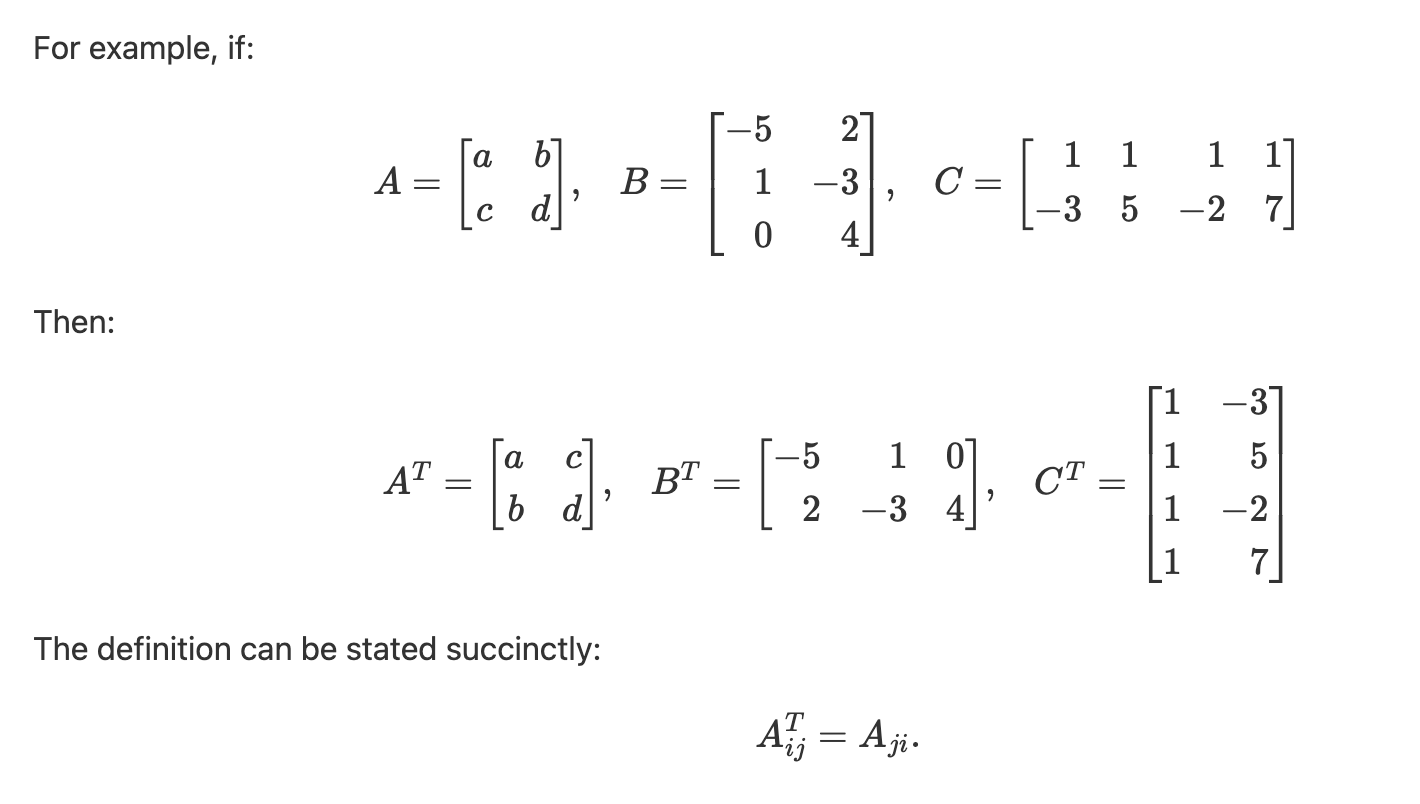 For example, if:
$A = \begin{bmatrix} a & b \\ c & d \end{bmatrix}, \quad B = \begin{bmatrix} -5 & 2 \\ 1 & -3 \\ 0 & 4 \end{bmatrix}, \quad C = \begin{bmatrix} 1 & 1 & 1 & 1 \\ -3 & 5 & -2 & 7 \end{bmatrix}$
Then:
$A^T = \begin{bmatrix} a & c \\ b & d \end{bmatrix}, \quad B^T = \begin{bmatrix} -5 & 1 & 0 \\ 2 & -3 & 4 \end{bmatrix}, \quad C^T = \begin{bmatrix} 1 & -3 \\ 1 & 5 \\ 1 & -2 \\ 1 & 7 \end{bmatrix}$
The definition can be stated succinctly:
$A^T_{ij} = A_{ji}.$